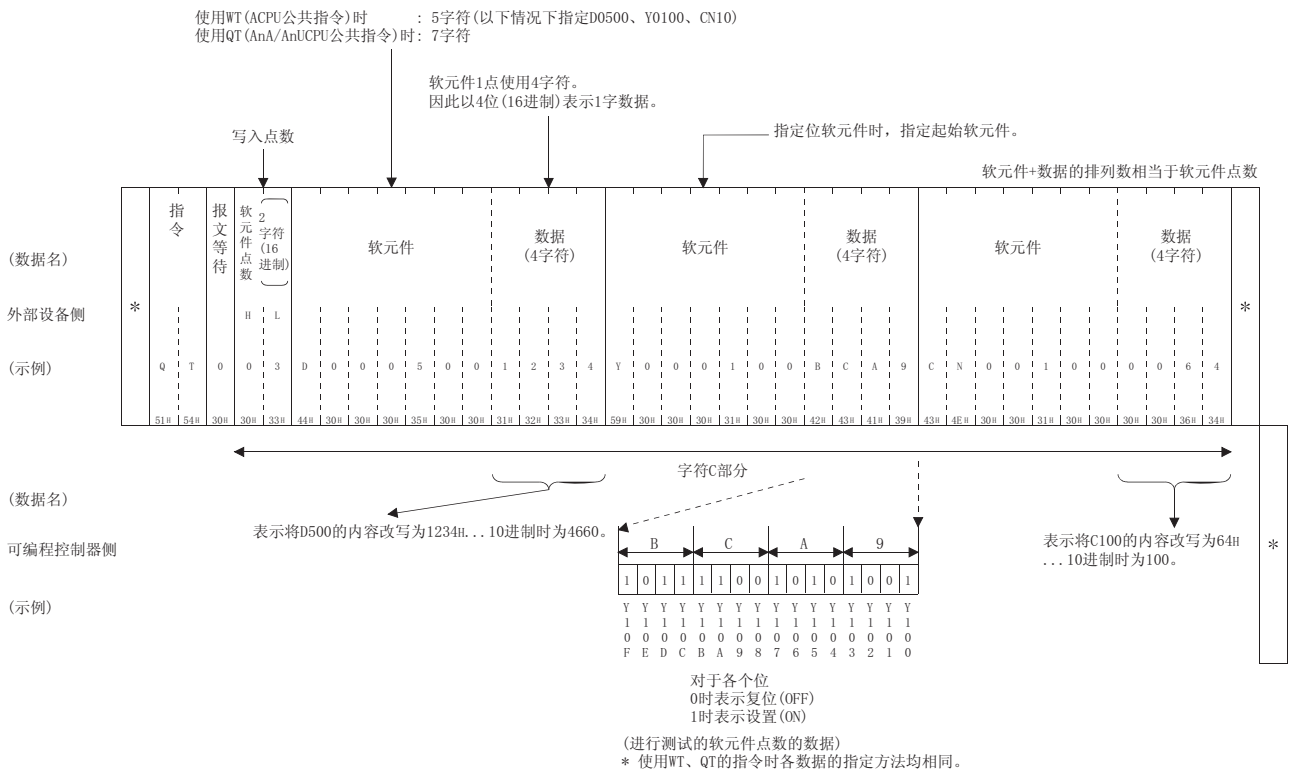 使用WT(ACPU公共指令)时 : 5字符(以下情况下指定D0500、Y0100、CN10)
使用QT(AnA/AnUCPU公共指令)时: 7字符
软元件1点使用4字符。
因此以4位(16进制)表示1字数据。
写入点数
指定位软元件时，指定起始软元件。
软元件+数据的排列数相当于软元件点数
(数据名)
指令
报文等待
软元件点数
2字符(16进制)
软元件
数据
(4字符)
软元件
数据
(4字符)
软元件
数据
(4字符)
外部设备侧
*
H L
*
(示例)
Q T 0 0 3 D 0 0 0 5 0 0 1 2 3 4 Y 0 0 0 1 0 0 B C A 9 C N 0 0 1 0 0 0 0 6 4
51H 54H 30H 30H 33H 44H 30H 30H 30H 35H 30H 30H 31H 32H 33H 34H 59H 30H 30H 30H 31H 30H 30H 42H 43H 41H 39H 43H 4EH 30H 30H 31H 30H 30H 30H 30H 36H 34H
字符C部分
(数据名)
表示将D500的内容改写为1234H...10进制时为4660。
可编程控制器侧
表示将C100的内容改写为64H
...10进制时为100。
*
B C A 9
1 0 1 1 1 1 0 0 1 0 1 0 1 0 0 1
(示例)
Y10F Y10E Y10D Y10C Y10B Y10A Y109 Y108 Y107 Y106 Y105 Y104 Y103 Y102 Y101 Y100
对于各个位
0时表示复位(OFF)
1时表示设置(ON)
(进行测试的软元件点数的数据)
* 使用WT、QT的指令时各数据的指定方法均相同。